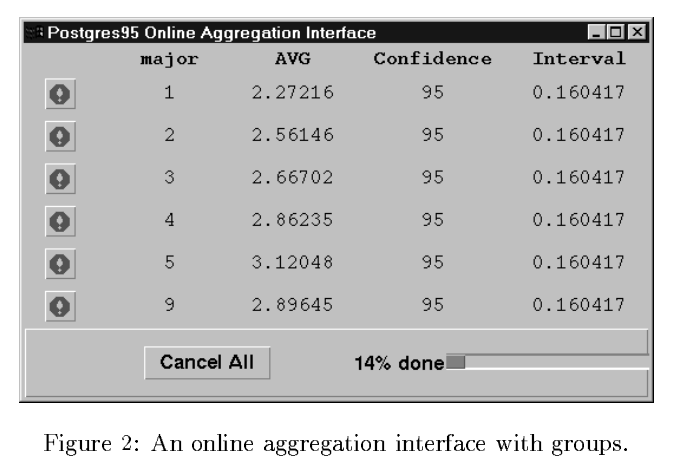 Postgres95 Online Aggregation Interface
major AVG Confidence Interval
1 2.27216 95 0.160417
2 2.56146 95 0.160417
3 2.66702 95 0.160417
4 2.86235 95 0.160417
5 3.12048 95 0.160417
9 2.89645 95 0.160417
Cancel All 14% done
Figure 2: An online aggregation interface with groups.